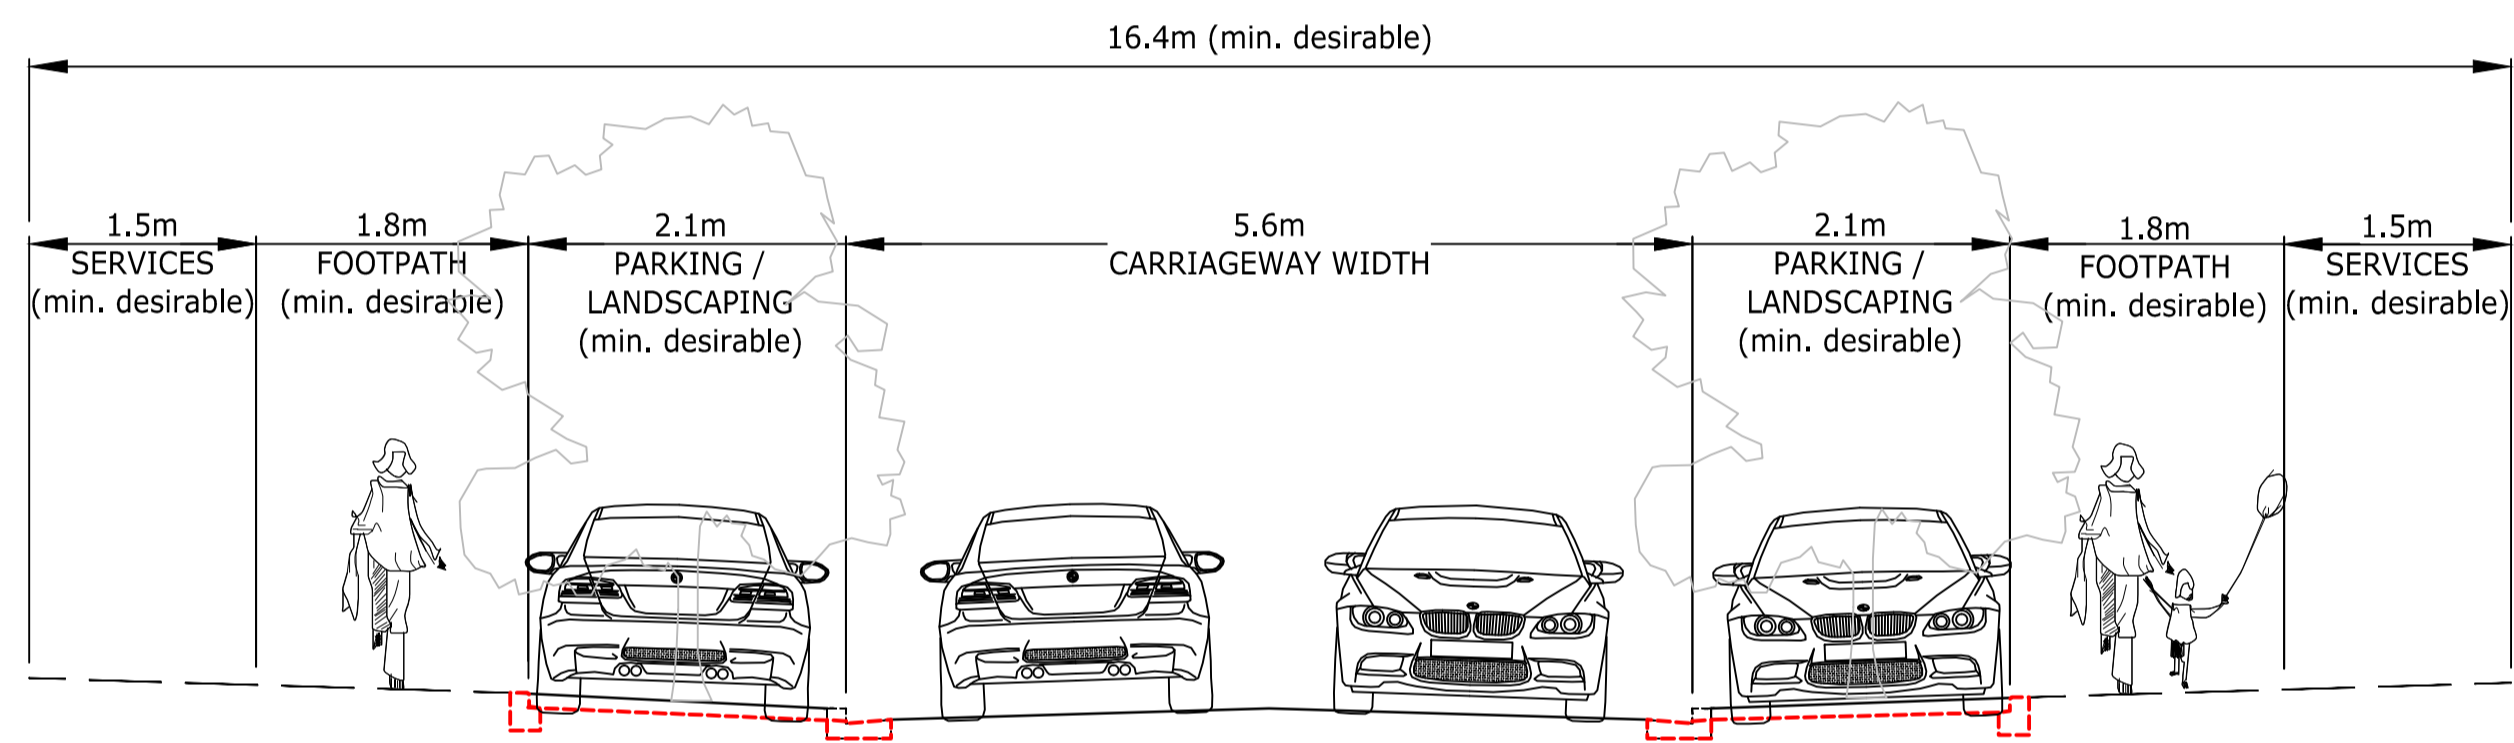 16.4m (min. desirable)
1.5m
SERVICES
(min. desirable)
1.8m
FOOTPATH
(min. desirable)
2.1m
PARKING /
LANDSCAPING
(min. desirable)
5.6m
CARRIAGEWAY WIDTH
2.1m
PARKING /
LANDSCAPING
(min. desirable)
1.8m
FOOTPATH
(min. desirable)
1.5m
SERVICES
(min. desirable)